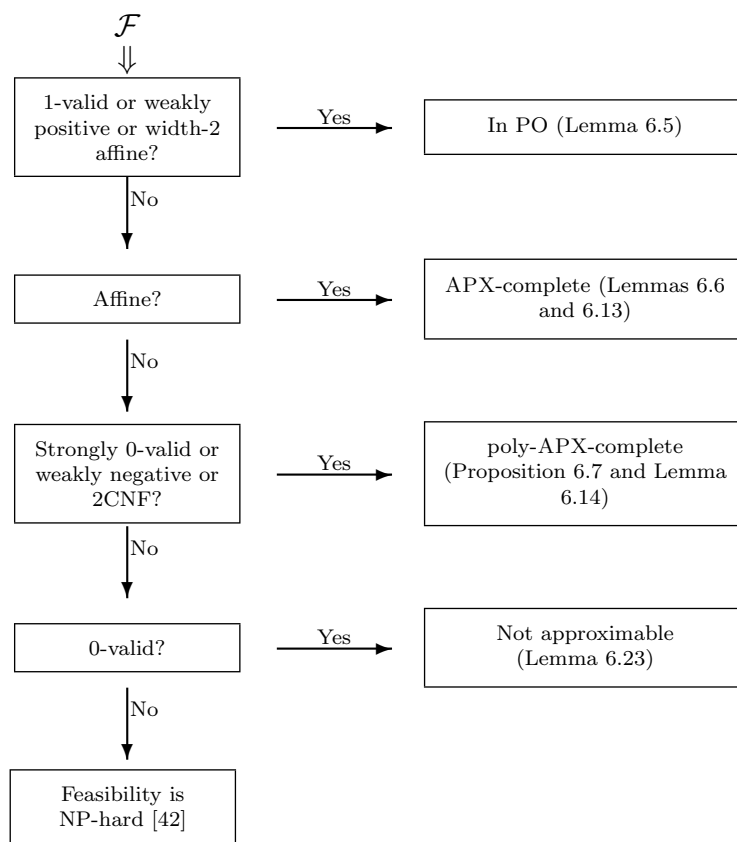 𝓕
1-valid or weakly
positive or width-2
affine?
Yes
In PO (Lemma 6.5)
No
Affine?
Yes
APX-complete (Lemmas 6.6
and 6.13)
No
Strongly 0-valid or
weakly negative or
2CNF?
Yes
poly-APX-complete
(Proposition 6.7 and Lemma
6.14)
No
0-valid?
Yes
Not approximable
(Lemma 6.23)
No
Feasibility is
NP-hard [42]